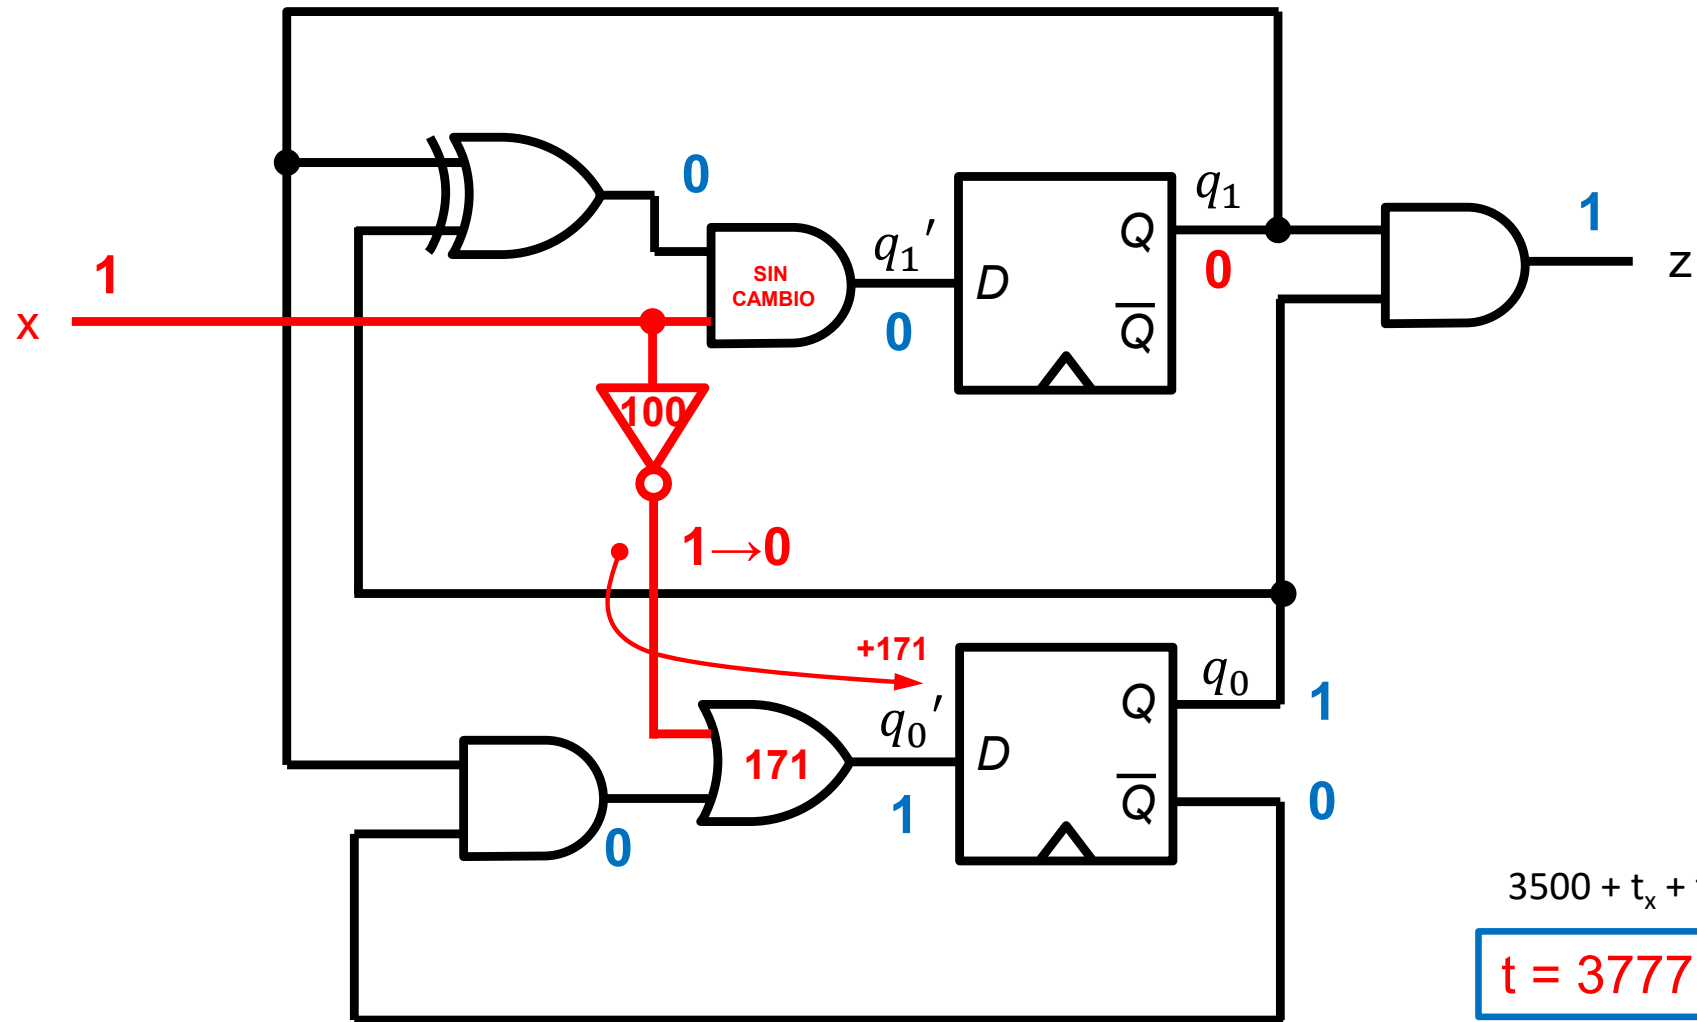 0
q₁
1
1
q₁′
Q
SIN
CAMBIO
D
0
z
x
0
Q
100
1→0
+171
q₀
q₀′
Q
1
171
D
1
Q
0
0
3500 + tₓ +
t = 3777